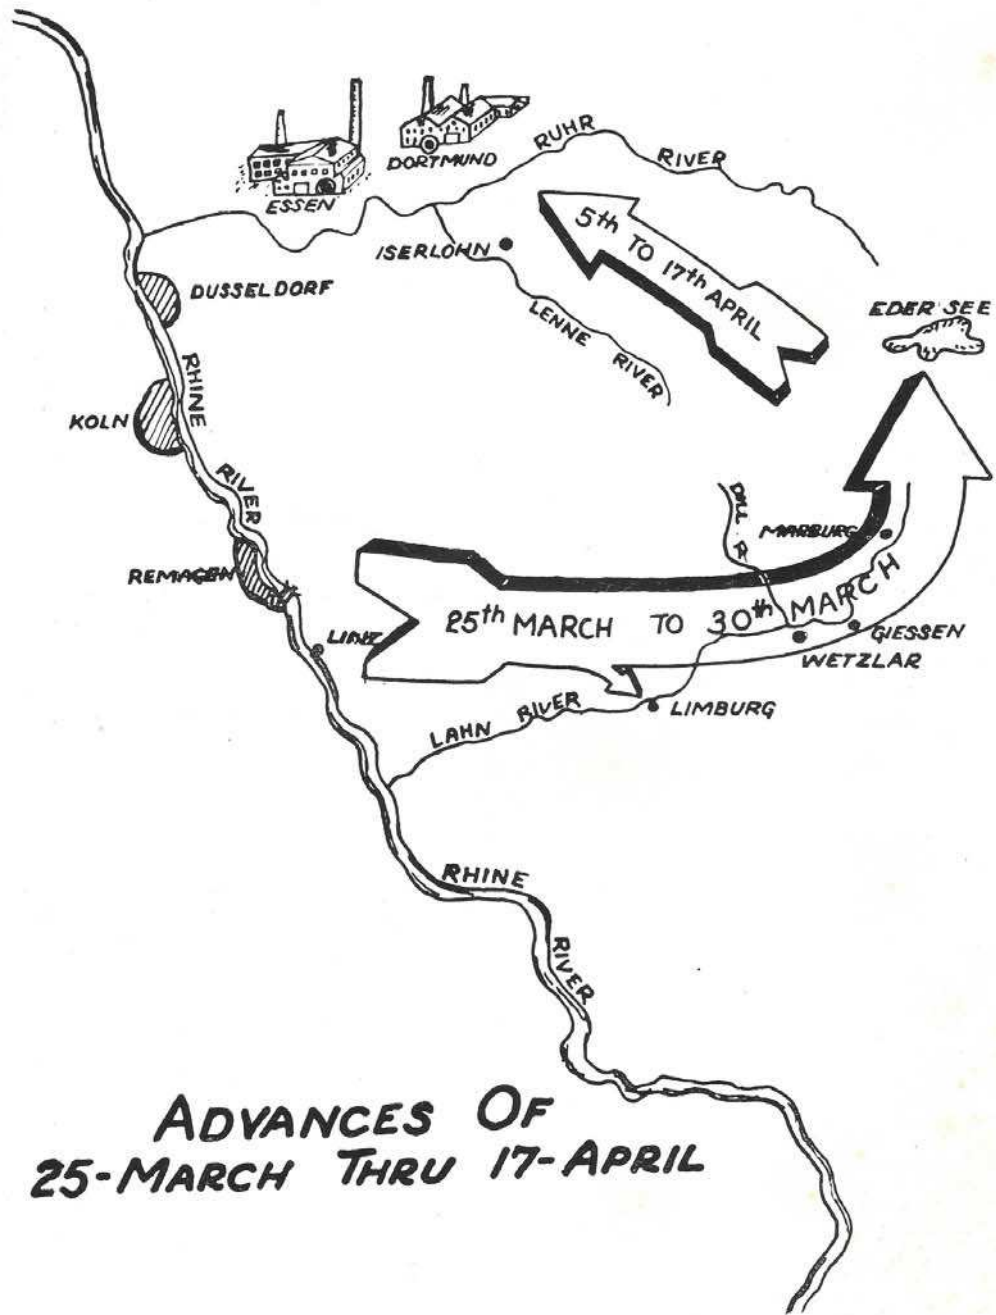 RUHR RIVER
DORTMUND
ESSEN
5th TO 17th APRIL
ISERLOHN
DUSSELDORF
LENNE RIVER
EDER SEE
RHINE RIVER
KOLN
DILL R
MARBURG
REMAGEN
25th MARCH TO 30th MARCH
LINZ
GIESSEN
WETZLAR
LIMBURG
LAHN RIVER
RHINE RIVER
ADVANCES OF
25-MARCH THRU 17-APRIL